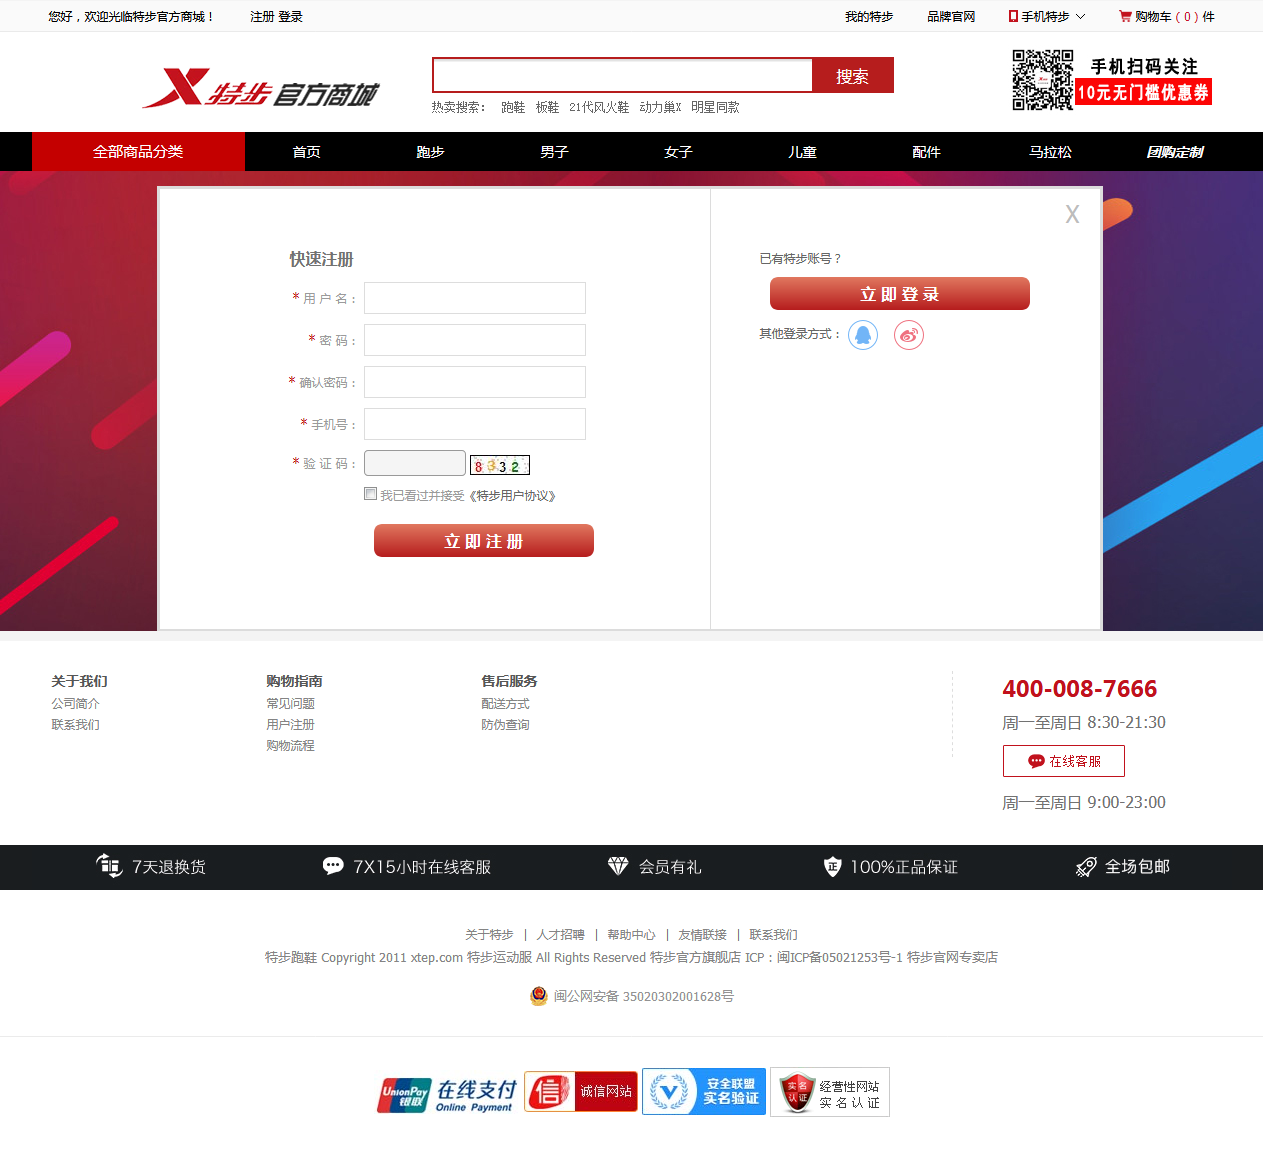 您好，欢迎光临特步官方商城！ 注册 登录 我的特步 品牌官网 手机特步 购物车 ( 0 ) 件
特步 官方商城
搜索
热卖搜索： 跑鞋 板鞋 21代风火鞋 动力巢X 明星同款
手机扫码关注
10元无门槛优惠券
全部商品分类 首页 跑步 男子 女子 儿童 配件 马拉松 团购定制
X
快速注册
* 用 户 名：
* 密 码：
* 确认密码：
* 手机号：
* 验 证 码： 8332
我已看过并接受《特步用户协议》
立即注册
已有特步账号？
立即登录
其他登录方式：
关于我们
公司简介
联系我们
购物指南
常见问题
用户注册
购物流程
售后服务
配送方式
防伪查询
400-008-7666
周一至周日 8:30-21:30
在线客服
周一至周日 9:00-23:00
7天退换货 7X15小时在线客服 会员有礼 正 100%正品保证 全场包邮
关于特步 | 人才招聘 | 帮助中心 | 友情联接 | 联系我们
特步跑鞋 Copyright 2011 xtep.com 特步运动服 All Rights Reserved 特步官方旗舰店 ICP：闽ICP备05021253号-1 特步官网专卖店
闽公网安备 35020302001628号
UnionPay 银联 在线支付 Online Payment
信 诚信网站
安全联盟 实名验证
实名认证 经营性网站 实名认证